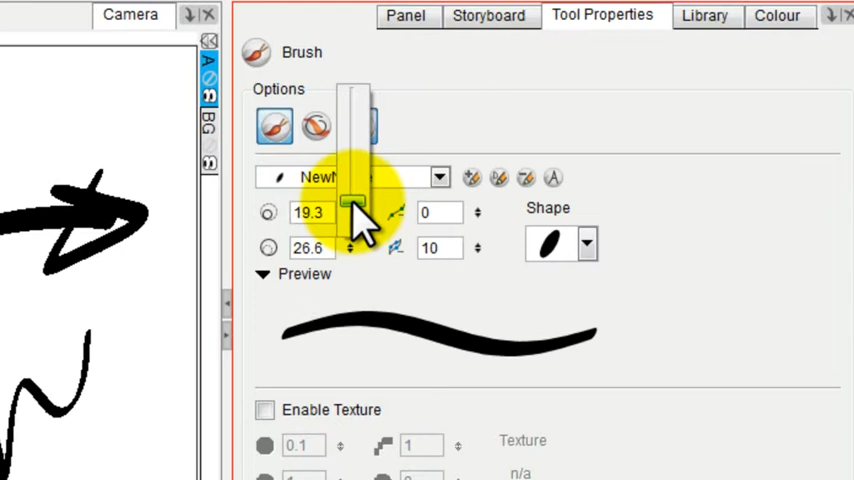 Camera
Panel Storyboard Tool Properties Library Colour
A
BG
Brush
Options
19.3 0 Shape
26.6 10
Preview
Enable Texture
0.1 1 Texture
n/a